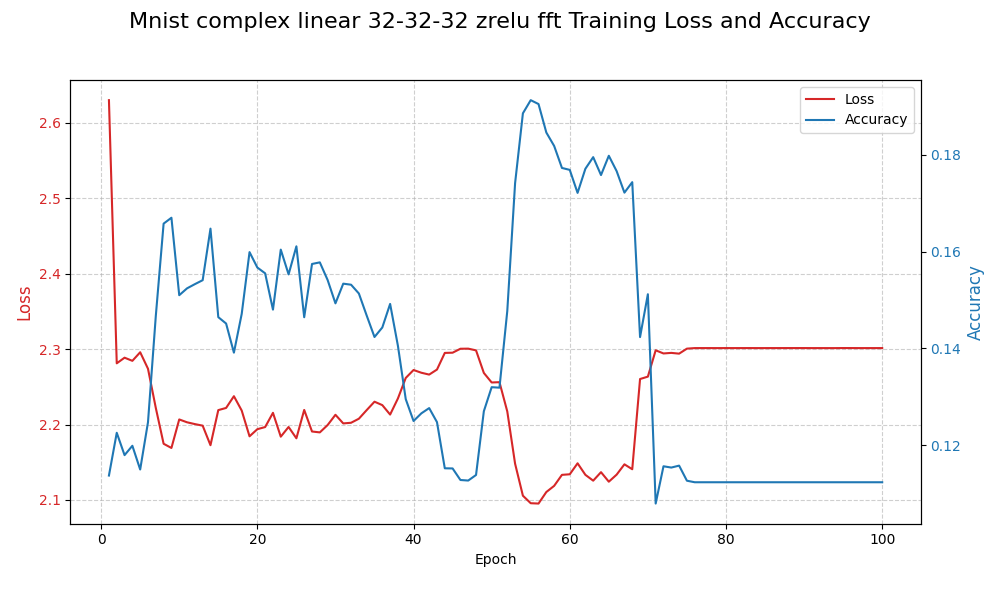 Mnist complex linear 32-32-32 zrelu fft Training Loss and Accuracy
Loss
Accuracy
2.6
2.5
2.4
2.3
2.2
2.1
Loss
0.18
0.16
0.14
0.12
Accuracy
0 20 40 60 80 100
Epoch